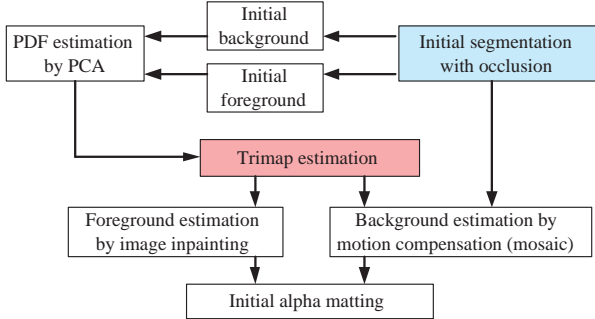 PDF estimation
by PCA
Initial
background
Initial segmentation
with occlusion
Initial
foreground
Trimap estimation
Foreground estimation
by image inpainting
Background estimation by
motion compensation (mosaic)
Initial alpha matting